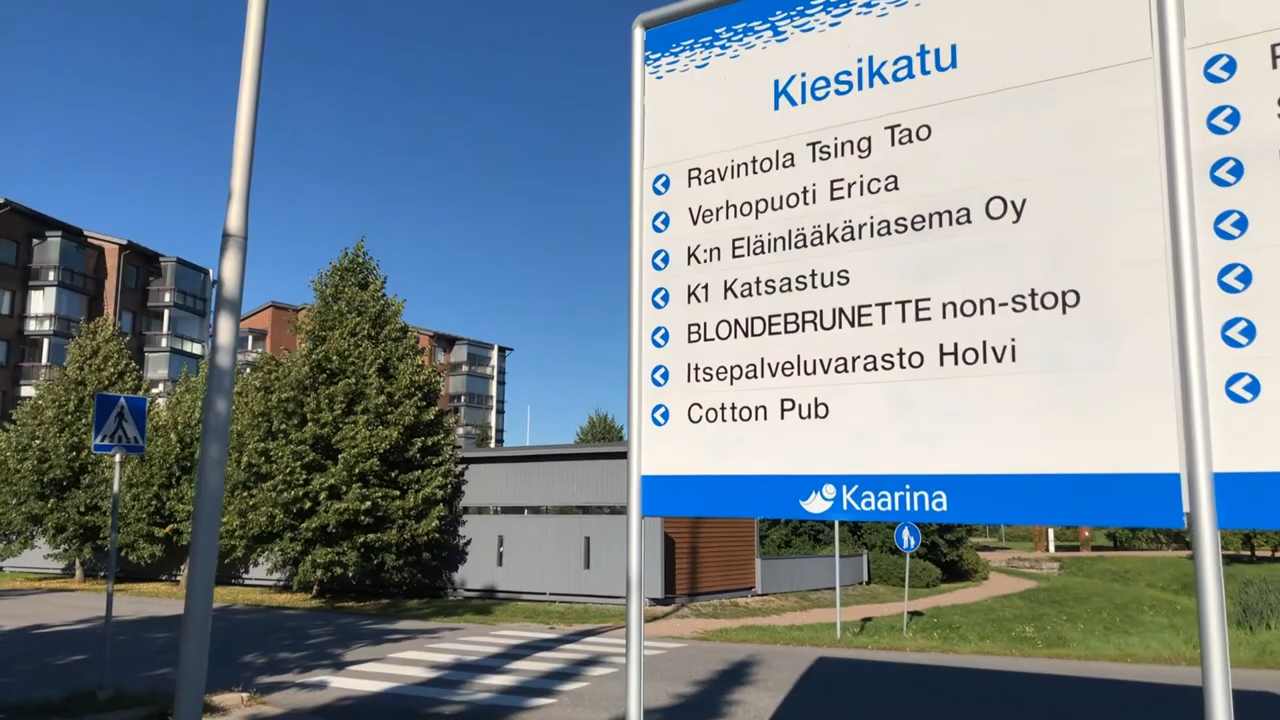 Kiesikatu
Ravintola Tsing Tao
Verhopuoti Erica
K:n Eläinlääkäriasema Oy
K1 Katsastus
BLONDEBRUNETTE non-stop
Itsepalveluvarasto Holvi
Cotton Pub
Kaarina